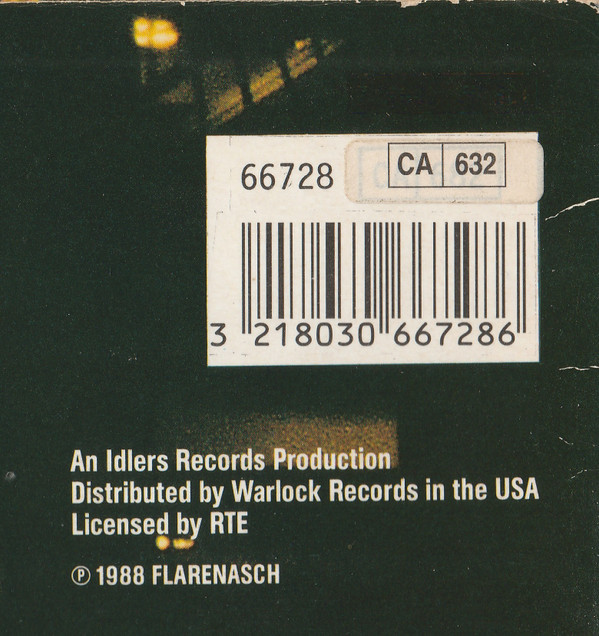 66728
CA 632
3 218030 667286
An Idlers Records Production
Distributed by Warlock Records in the USA
Licensed by RTE
℗ 1988 FLARENASCH